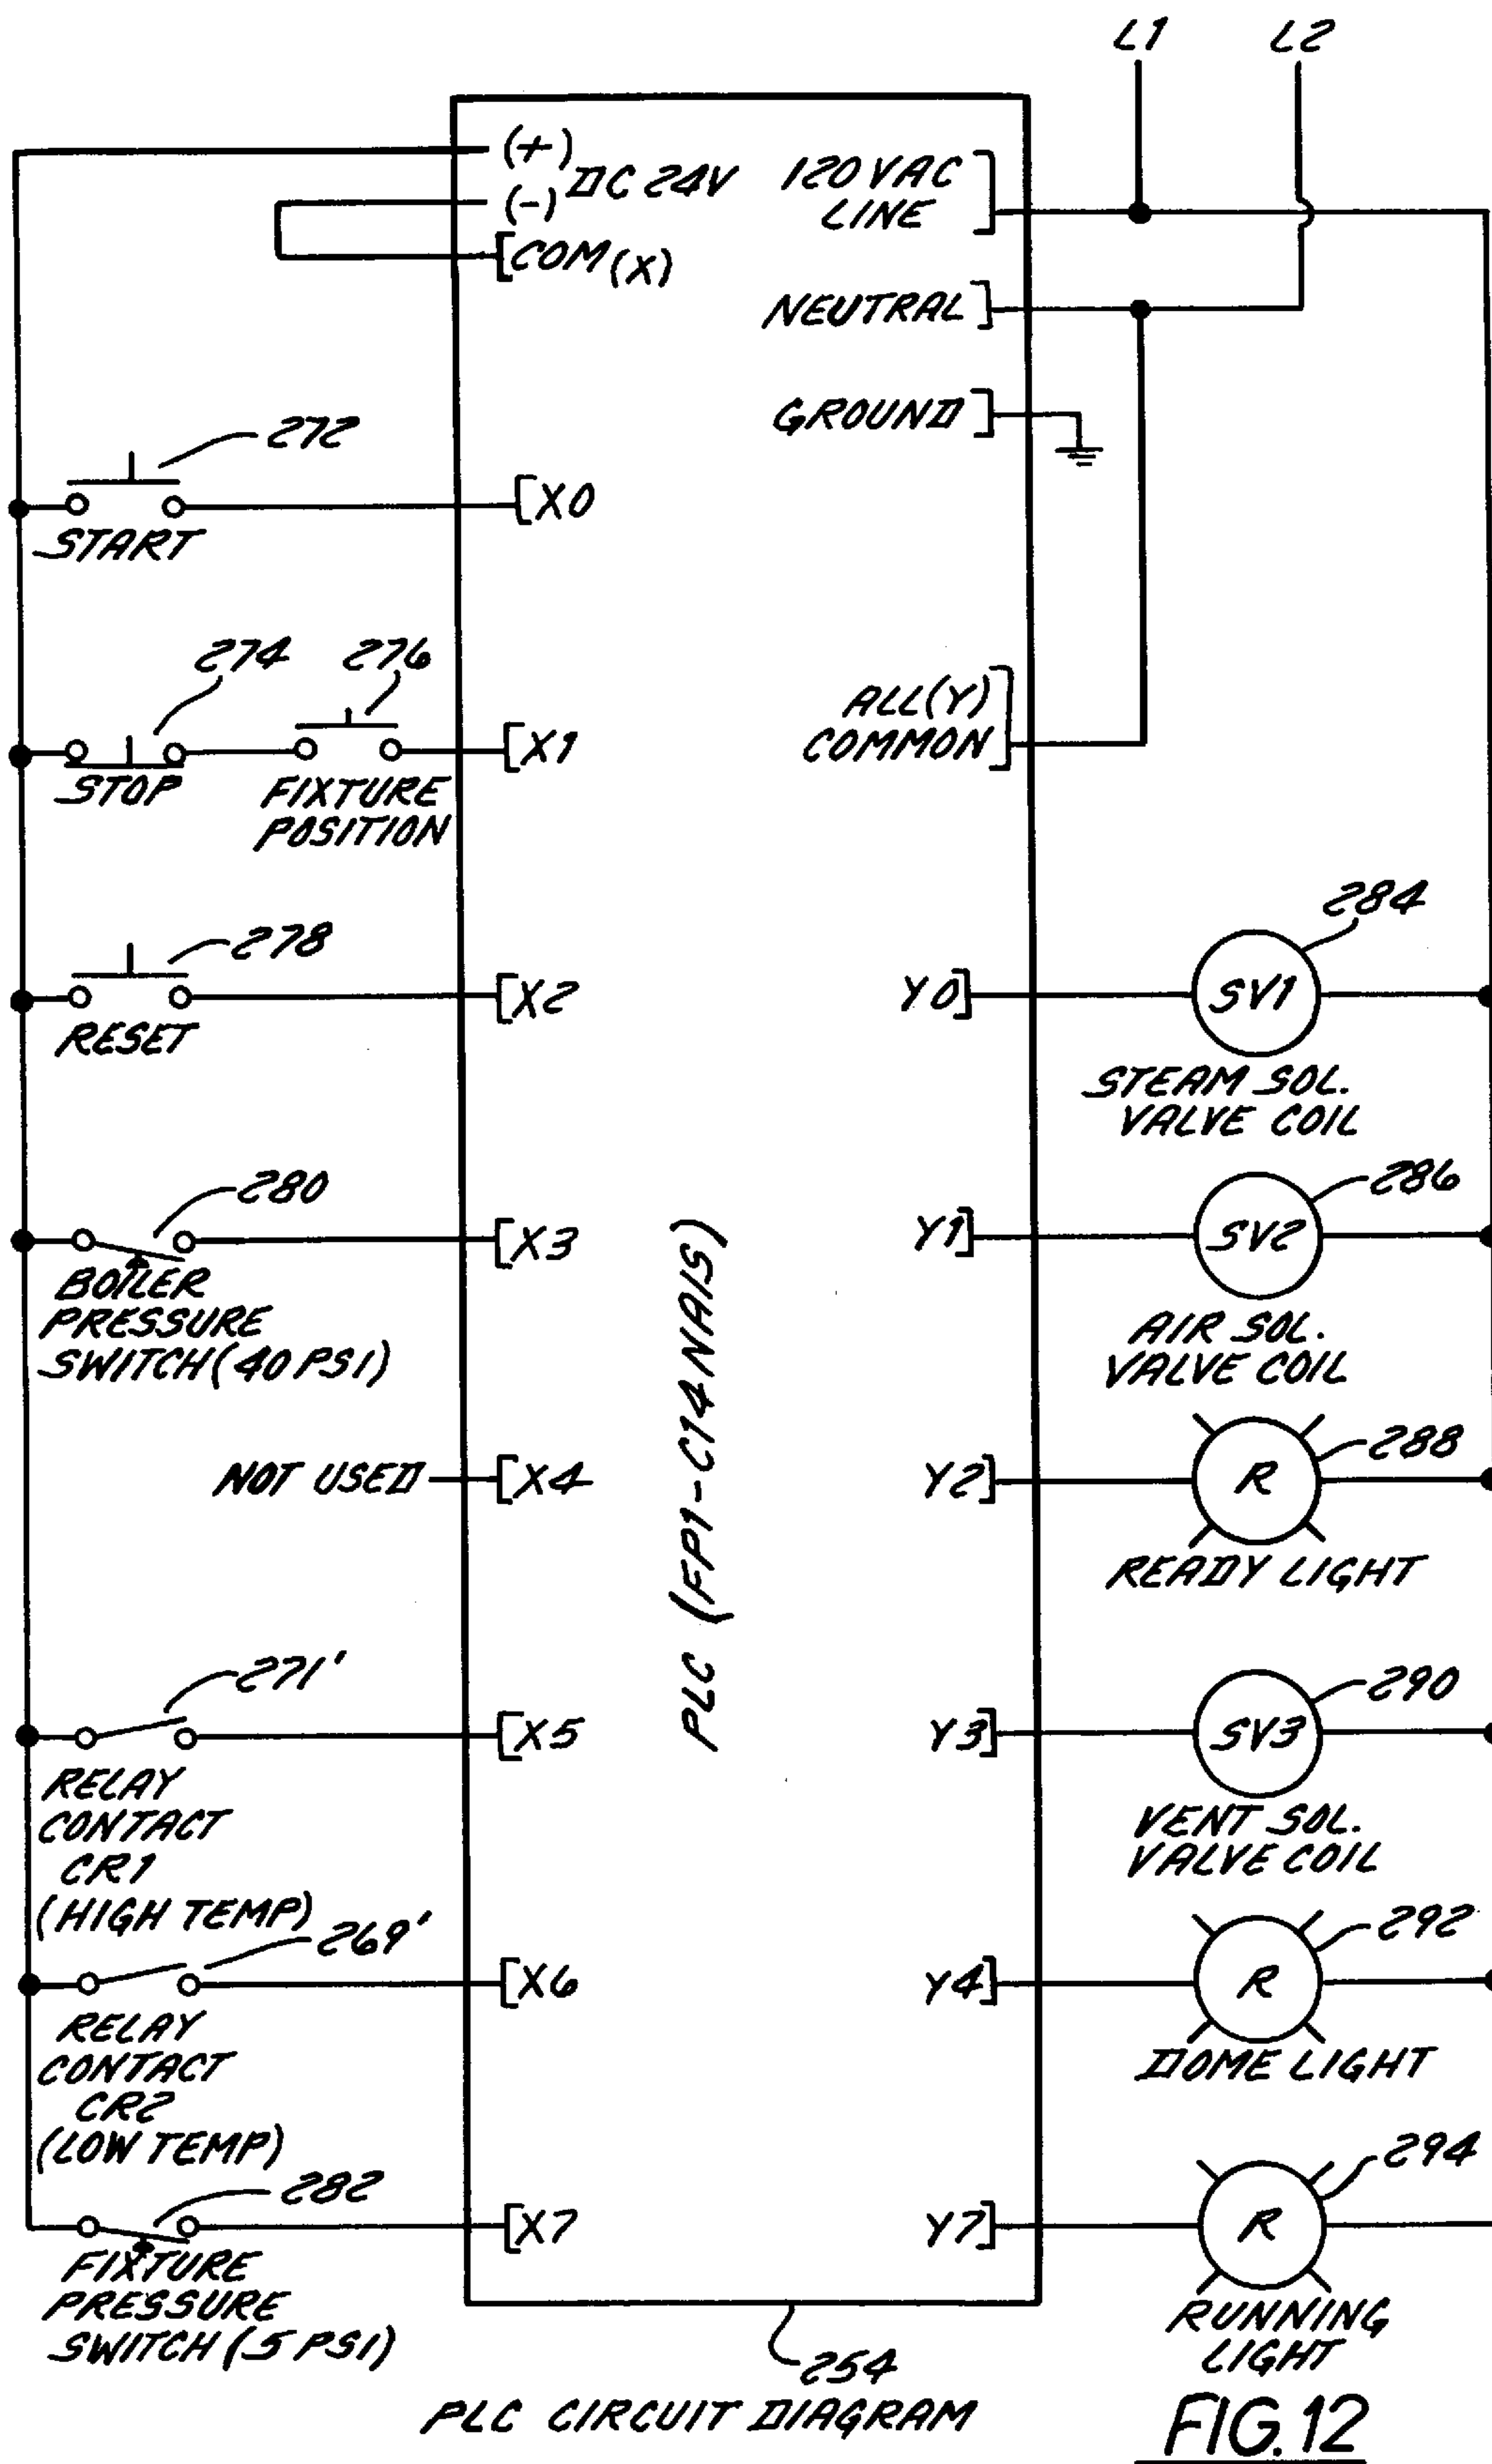 L1 L2
(+)
DC 24V
(-)
COM (X)
120 VAC
LINE
NEUTRAL
GROUND
272
START
X0
274 276
STOP
FIXTURE
POSITION
X1
ALL (Y)
COMMON
278
RESET
X2
Y0
SV1
284
STEAM SOL.
VALVE COIL
280
BOILER
PRESSURE
SWITCH (40 PSI)
X3
Y1
SV2
286
AIR SOL.
VALVE COIL
PLC (FP1-C14 NAIS)
NOT USED
X4
Y2
R
288
READY LIGHT
271'
RELAY
CONTACT
CR1
(HIGH TEMP)
X5
Y3
SV3
290
VENT SOL.
VALVE COIL
269'
RELAY
CONTACT
CR2
(LOW TEMP)
X6
Y4
R
292
DOME LIGHT
282
FIXTURE
PRESSURE
SWITCH (5 PSI)
X7
Y7
R
294
RUNNING
LIGHT
254
PLC CIRCUIT DIAGRAM
FIG. 12